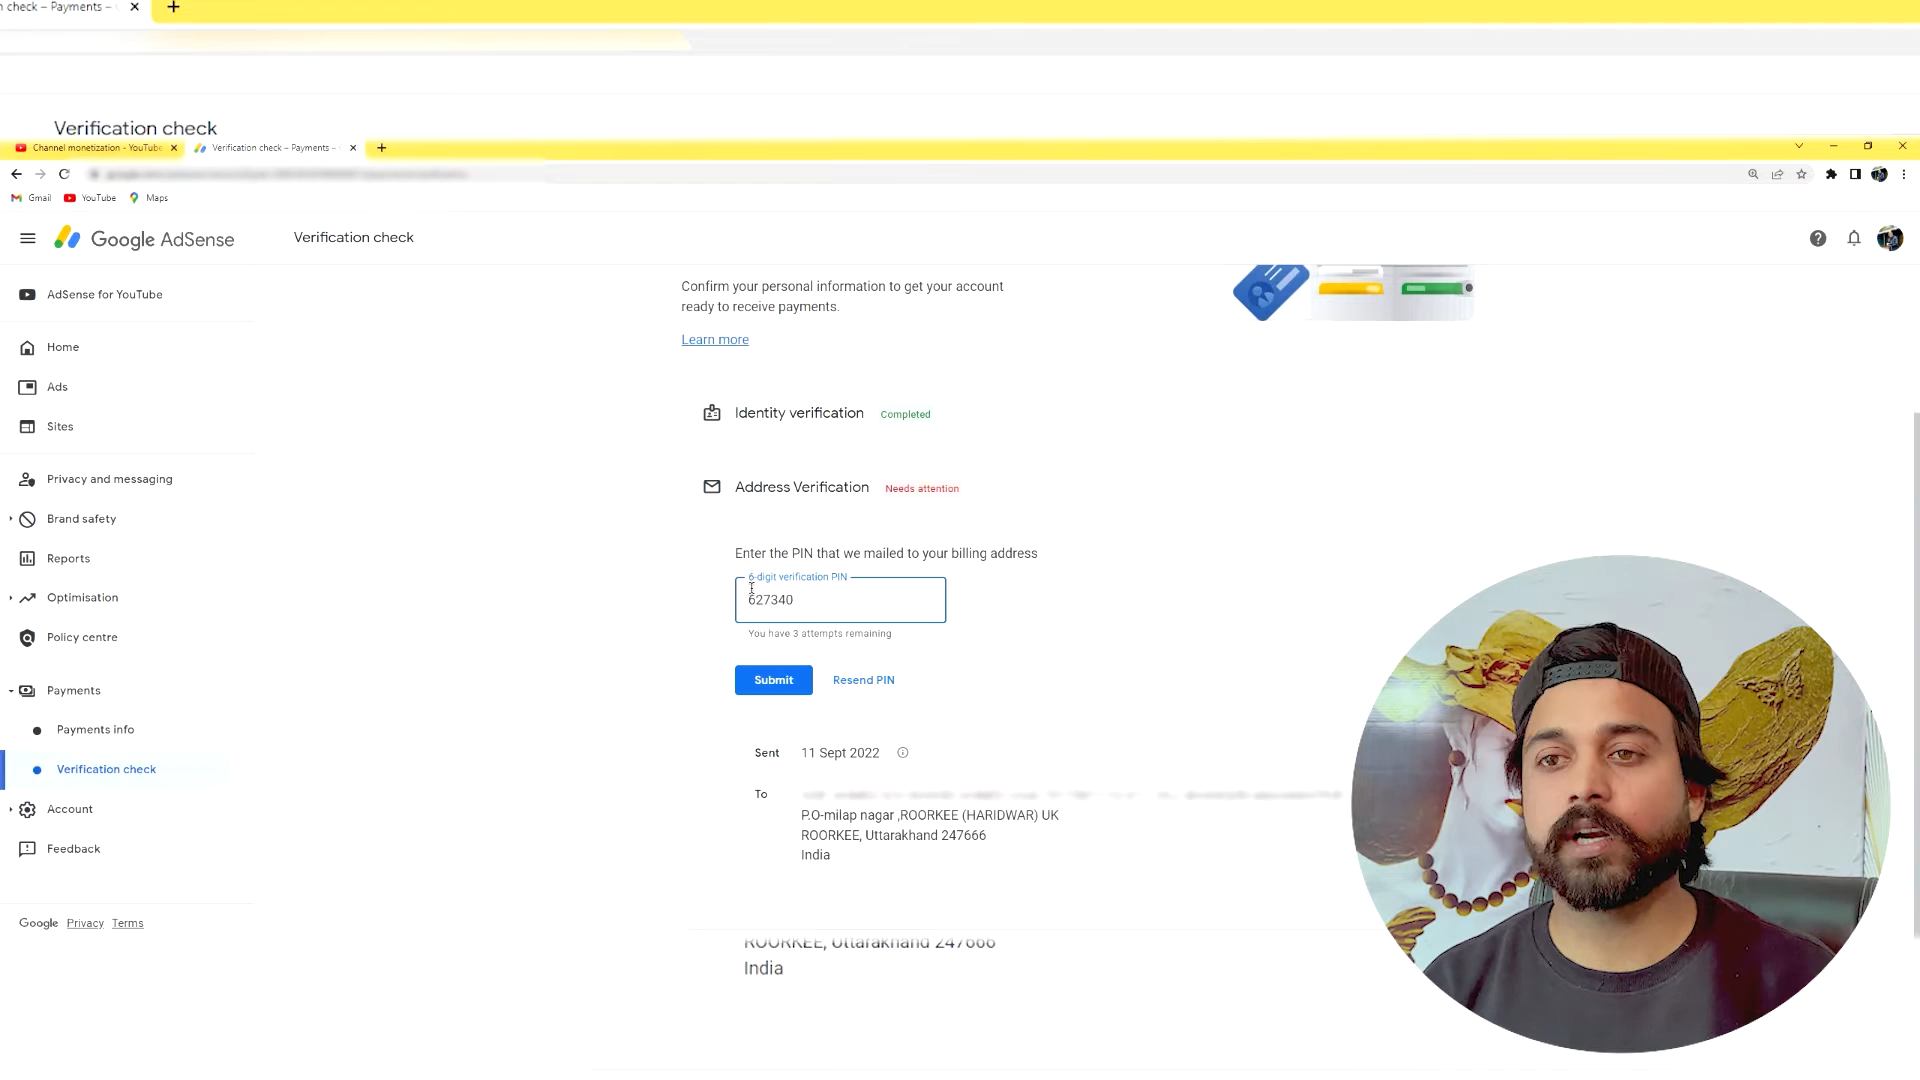 n check – Payments –
Verification check
Channel monetization - YouTube
Verification check – Payments –
Gmail
YouTube
Maps
Google AdSense
Verification check
AdSense for YouTube
Home
Ads
Sites
Privacy and messaging
Brand safety
Reports
Optimisation
Policy centre
Payments
Payments info
Verification check
Account
Feedback
Google Privacy Terms
Confirm your personal information to get your account
ready to receive payments.
Learn more
Identity verification Completed
Address Verification Needs attention
Enter the PIN that we mailed to your billing address
6-digit verification PIN
627340
You have 3 attempts remaining
Submit
Resend PIN
Sent 11 Sept 2022
To
P.O-milap nagar ,ROORKEE (HARIDWAR) UK
ROORKEE, Uttarakhand 247666
India
ROORKEE, Uttarakhand 247666
India